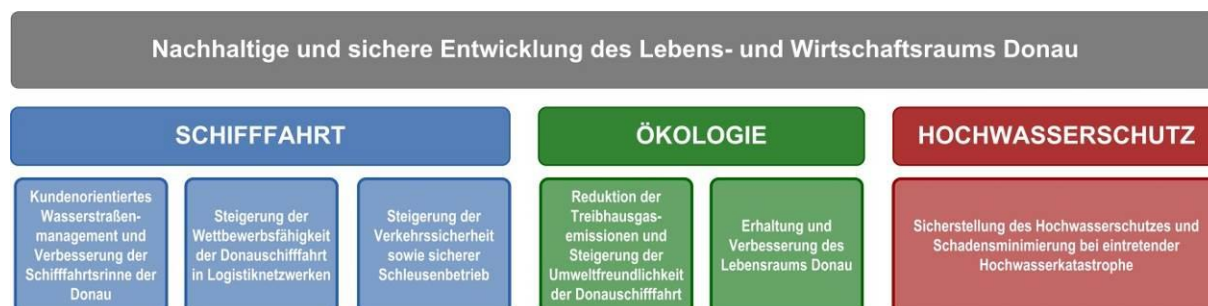 Nachhaltige und sichere Entwicklung des Lebens- und Wirtschaftsraums Donau
SCHIFFFAHRT
Kundenorientiertes
Wasserstraßen-
management und
Verbesserung der
Schifffahrtsrinne der
Donau
Steigerung der
Wettbewerbsfähigkeit
der Donauschifffahrt
in Logistiknetzwerken
Steigerung der
Verkehrssicherheit
sowie sicherer
Schleusenbetrieb
ÖKOLOGIE
Reduktion der
Treibhausgas-
emissionen und
Steigerung der
Umweltfreundlichkeit
der Donauschifffahrt
Erhaltung und
Verbesserung des
Lebensraums Donau
HOCHWASSERSCHUTZ
Sicherstellung des Hochwasserschutzes und
Schadensminimierung bei eintretender
Hochwasserkatastrophe